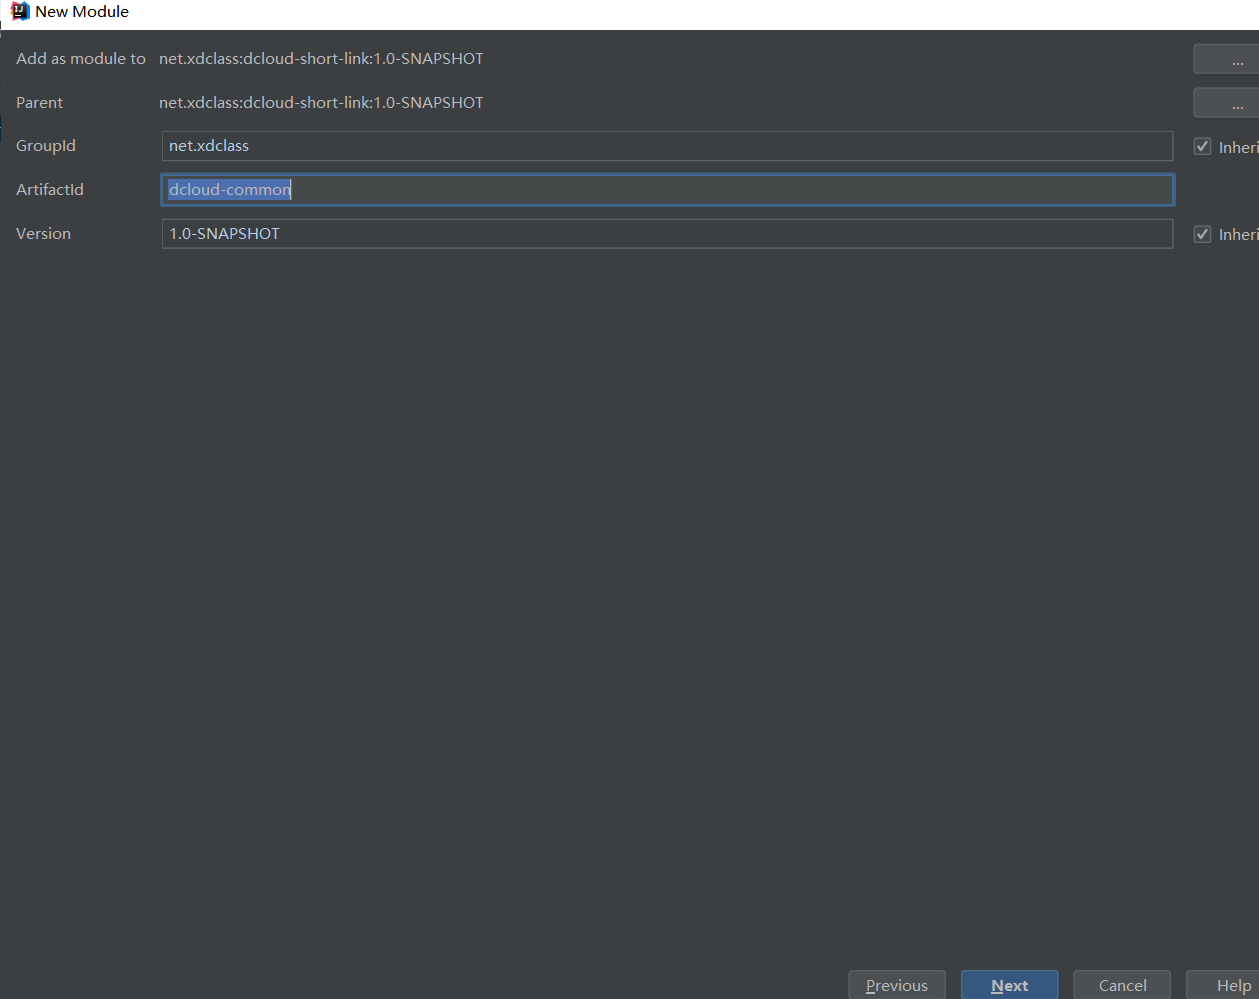 New Module
Add as module to net.xdclass:dcloud-short-link:1.0-SNAPSHOT ...
Parent net.xdclass:dcloud-short-link:1.0-SNAPSHOT ...
GroupId net.xdclass Inheri
ArtifactId dcloud-common
Version 1.0-SNAPSHOT Inheri
Previous Next Cancel Help